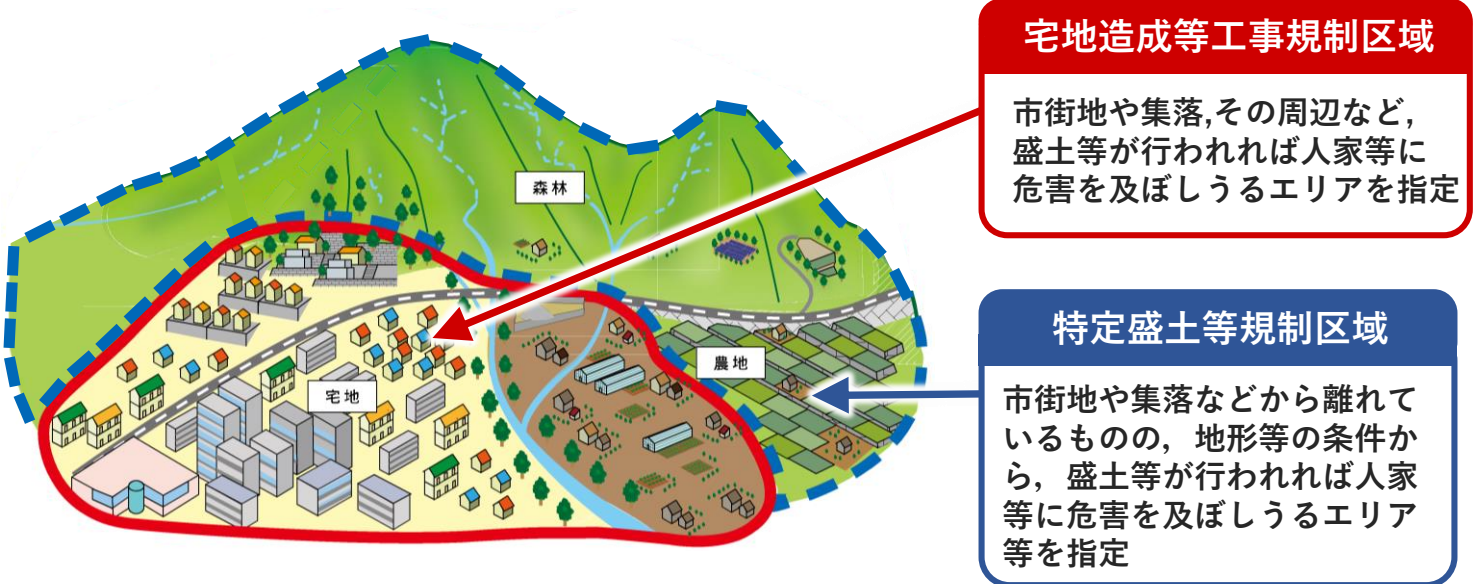 宅地造成等工事規制区域
市街地や集落,その周辺など,
盛土等が行われれば人家等に
危害を及ぼしうるエリアを指定
森林
農地
宅地
特定盛土等規制区域
市街地や集落などから離れて
いるものの，地形等の条件か
ら，盛土等が行われれば人家
等に危害を及ぼしうるエリア
等を指定